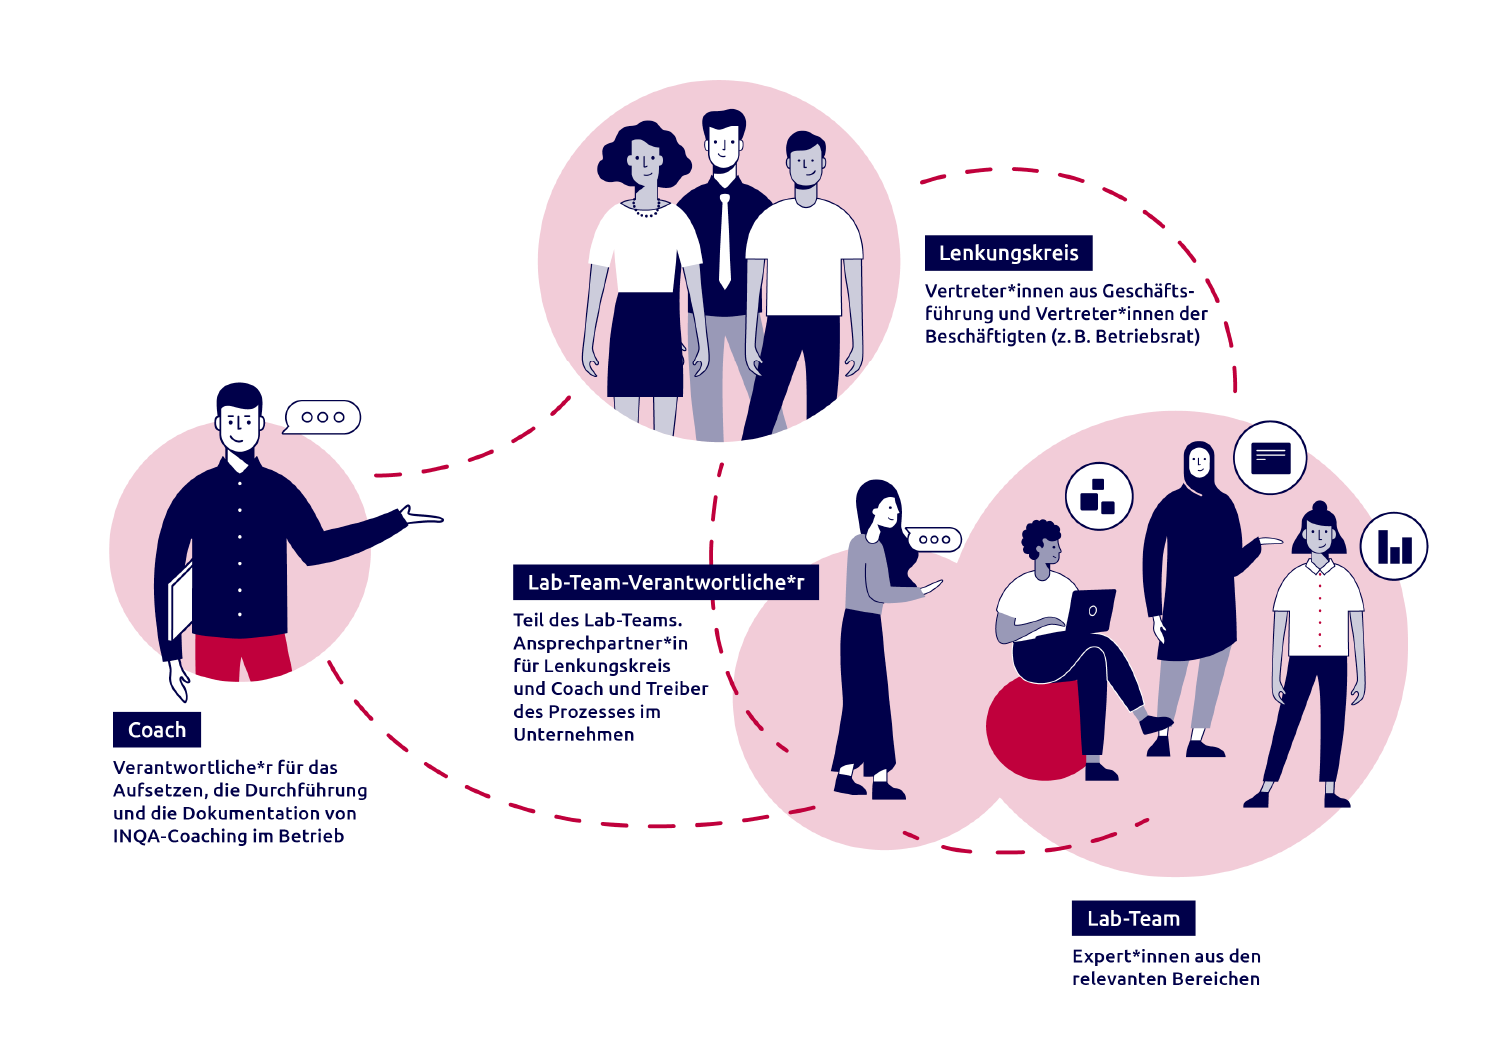 Lenkungskreis
Vertreter*innen aus Geschäfts-
führung und Vertreter*innen der
Beschäftigten (z. B. Betriebsrat)
Lab-Team-Verantwortliche*r
Teil des Lab-Teams.
Ansprechpartner*in
für Lenkungskreis
und Coach und Treiber
des Prozesses im
Unternehmen
Coach
Verantwortliche*r für das
Aufsetzen, die Durchführung
und die Dokumentation von
INQA-Coaching im Betrieb
Lab-Team
Expert*innen aus den
relevanten Bereichen